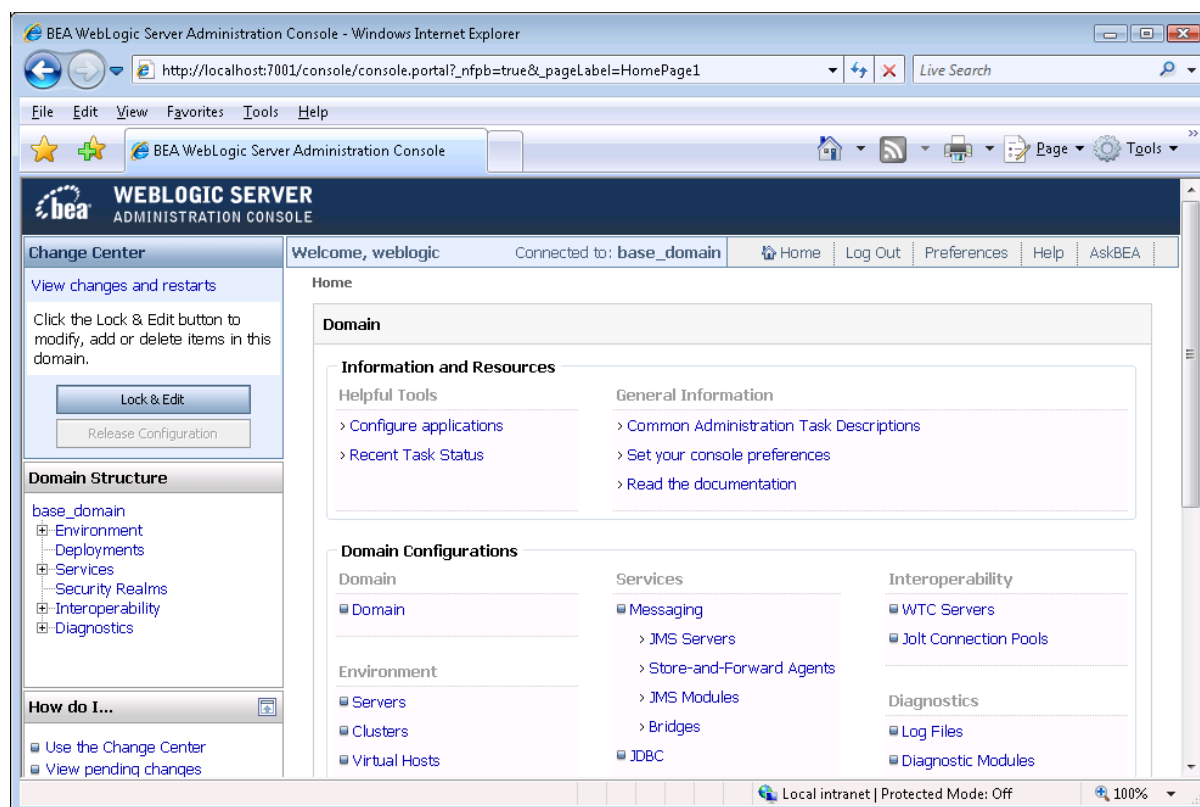 BEA WebLogic Server Administration Console - Windows Internet Explorer
http://localhost:7001/console/console.portal?_nfpb=true&_pageLabel=HomePage1
Live Search
File Edit View Favorites Tools Help
BEA WebLogic Server Administration Console
Page Tools
bea WEBLOGIC SERVER
ADMINISTRATION CONSOLE
Change Center
View changes and restarts
Click the Lock & Edit button to
modify, add or delete items in this
domain.
Lock & Edit
Release Configuration
Domain Structure
base_domain
Environment
Deployments
Services
Security Realms
Interoperability
Diagnostics
How do I...
Use the Change Center
View pending changes
Welcome, weblogic Connected to: base_domain Home Log Out Preferences Help AskBEA
Home
Domain
Information and Resources
Helpful Tools
Configure applications
Recent Task Status
General Information
Common Administration Task Descriptions
Set your console preferences
Read the documentation
Domain Configurations
Domain
Domain
Environment
Servers
Clusters
Virtual Hosts
Services
Messaging
JMS Servers
Store-and-Forward Agents
JMS Modules
Bridges
JDBC
Interoperability
WTC Servers
Jolt Connection Pools
Diagnostics
Log Files
Diagnostic Modules
Local intranet | Protected Mode: Off 100%